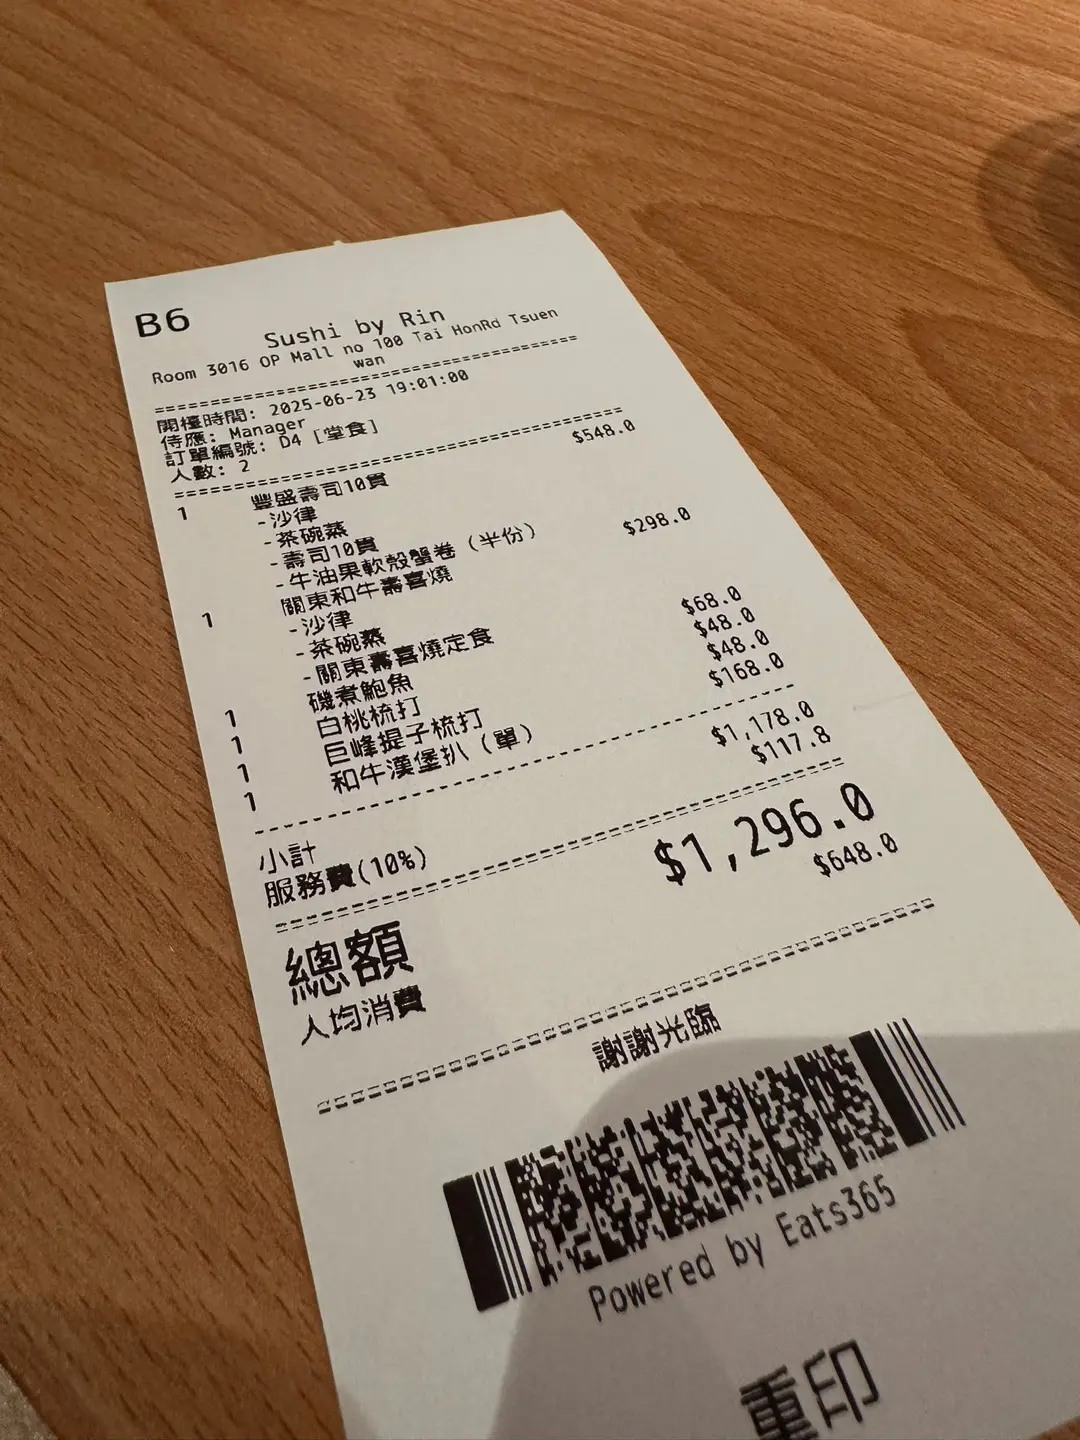 B6
Sushi by Rin
Room 3016 OP Mall no 100 Tai HonRd Tsuen
wan
================================================
開檯時間: 2025-06-23 19:01:00
侍應: Manager
訂單編號: D4 [堂食]
人數: 2
================================================
1 豐盛壽司10貫 $548.0
-沙律
-茶碗蒸
-壽司10貫
-牛油果軟殼蟹卷 (半份)
1 關東和牛壽喜燒 $298.0
-沙律
-茶碗蒸
-關東壽喜燒定食
1 磯煮鮑魚 $68.0
1 白桃梳打 $48.0
1 巨峰提子梳打 $48.0
1 和牛漢堡扒 (單) $168.0
------------------------------------------------
小計 $1,178.0
服務費(10%) $117.8
================================================
總額 $1,296.0
人均消費 $648.0
================================================
謝謝光臨
Powered by Eats365
重印